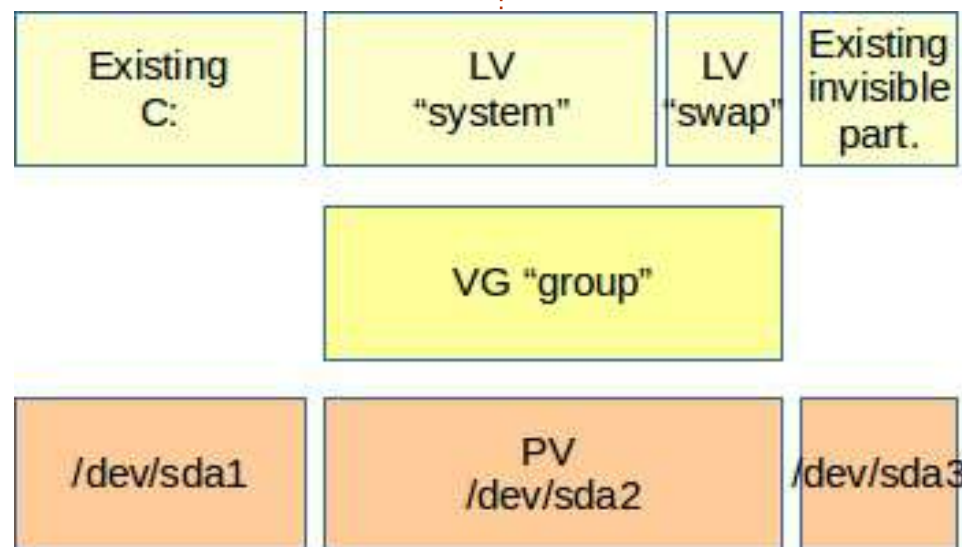 Existing
C:
LV
“system”
LV
“swap”
Existing
invisible
part.
VG “group”
/dev/sda1
PV
/dev/sda2
/dev/sda3